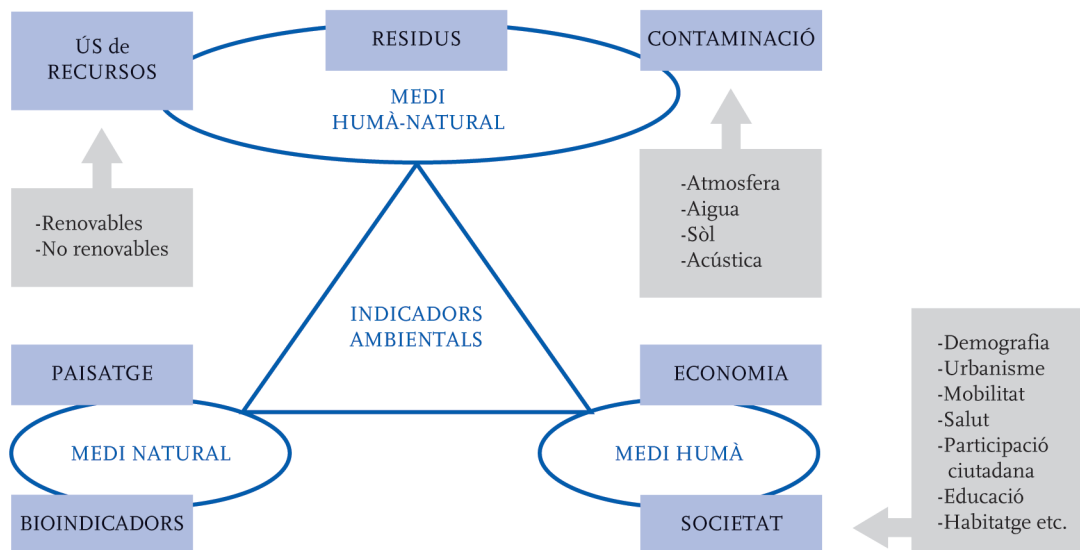 ÚS de
RECURSOS
RESIDUS
CONTAMINACIÓ
MEDI
HUMÀ-NATURAL
-Renovables
-No renovables
-Atmosfera
-Aigua
-Sòl
-Acústica
INDICADORS
AMBIENTALS
PAISATGE
MEDI NATURAL
BIOINDICADORS
ECONOMIA
MEDI HUMÀ
SOCIETAT
-Demografia
-Urbanisme
-Mobilitat
-Salut
-Participació
ciutadana
-Educació
-Habitatge etc.